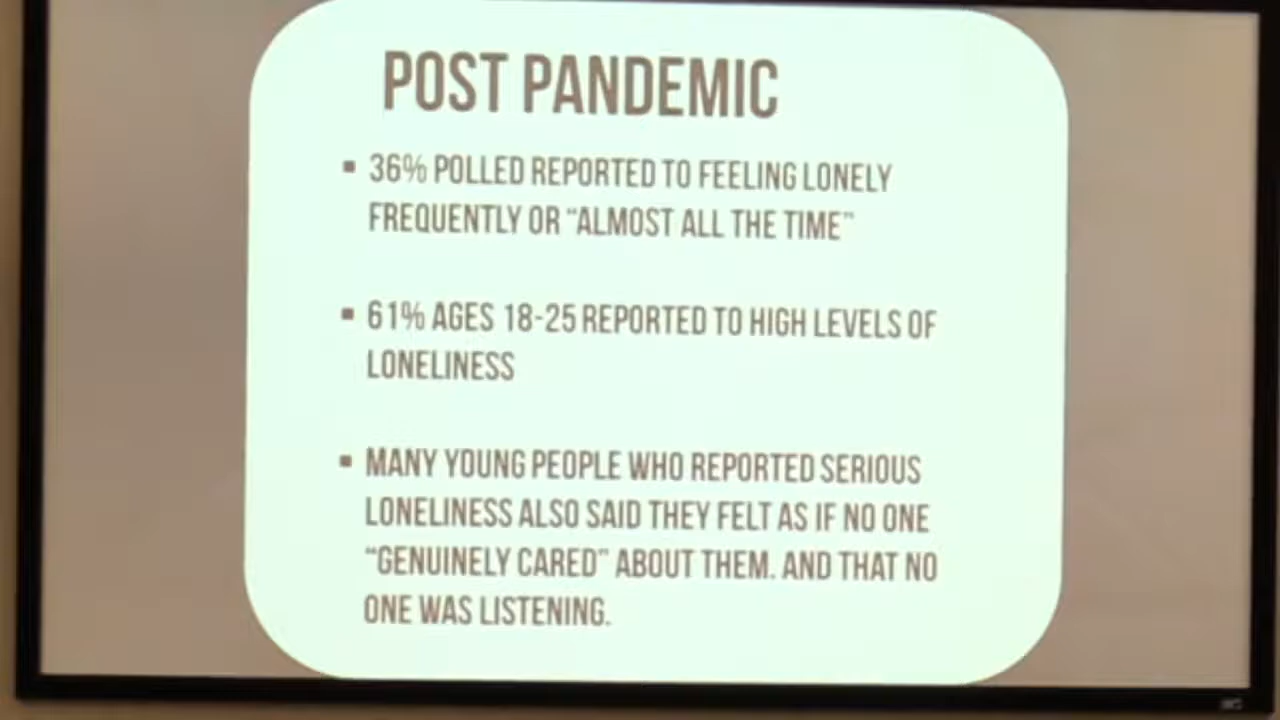 POST PANDEMIC
▪ 36% POLLED REPORTED TO FEELING LONELY
FREQUENTLY OR “ALMOST ALL THE TIME”
▪ 61% AGES 18-25 REPORTED TO HIGH LEVELS OF
LONELINESS
▪ MANY YOUNG PEOPLE WHO REPORTED SERIOUS
LONELINESS ALSO SAID THEY FELT AS IF NO ONE
“GENUINELY CARED” ABOUT THEM. AND THAT NO
ONE WAS LISTENING.